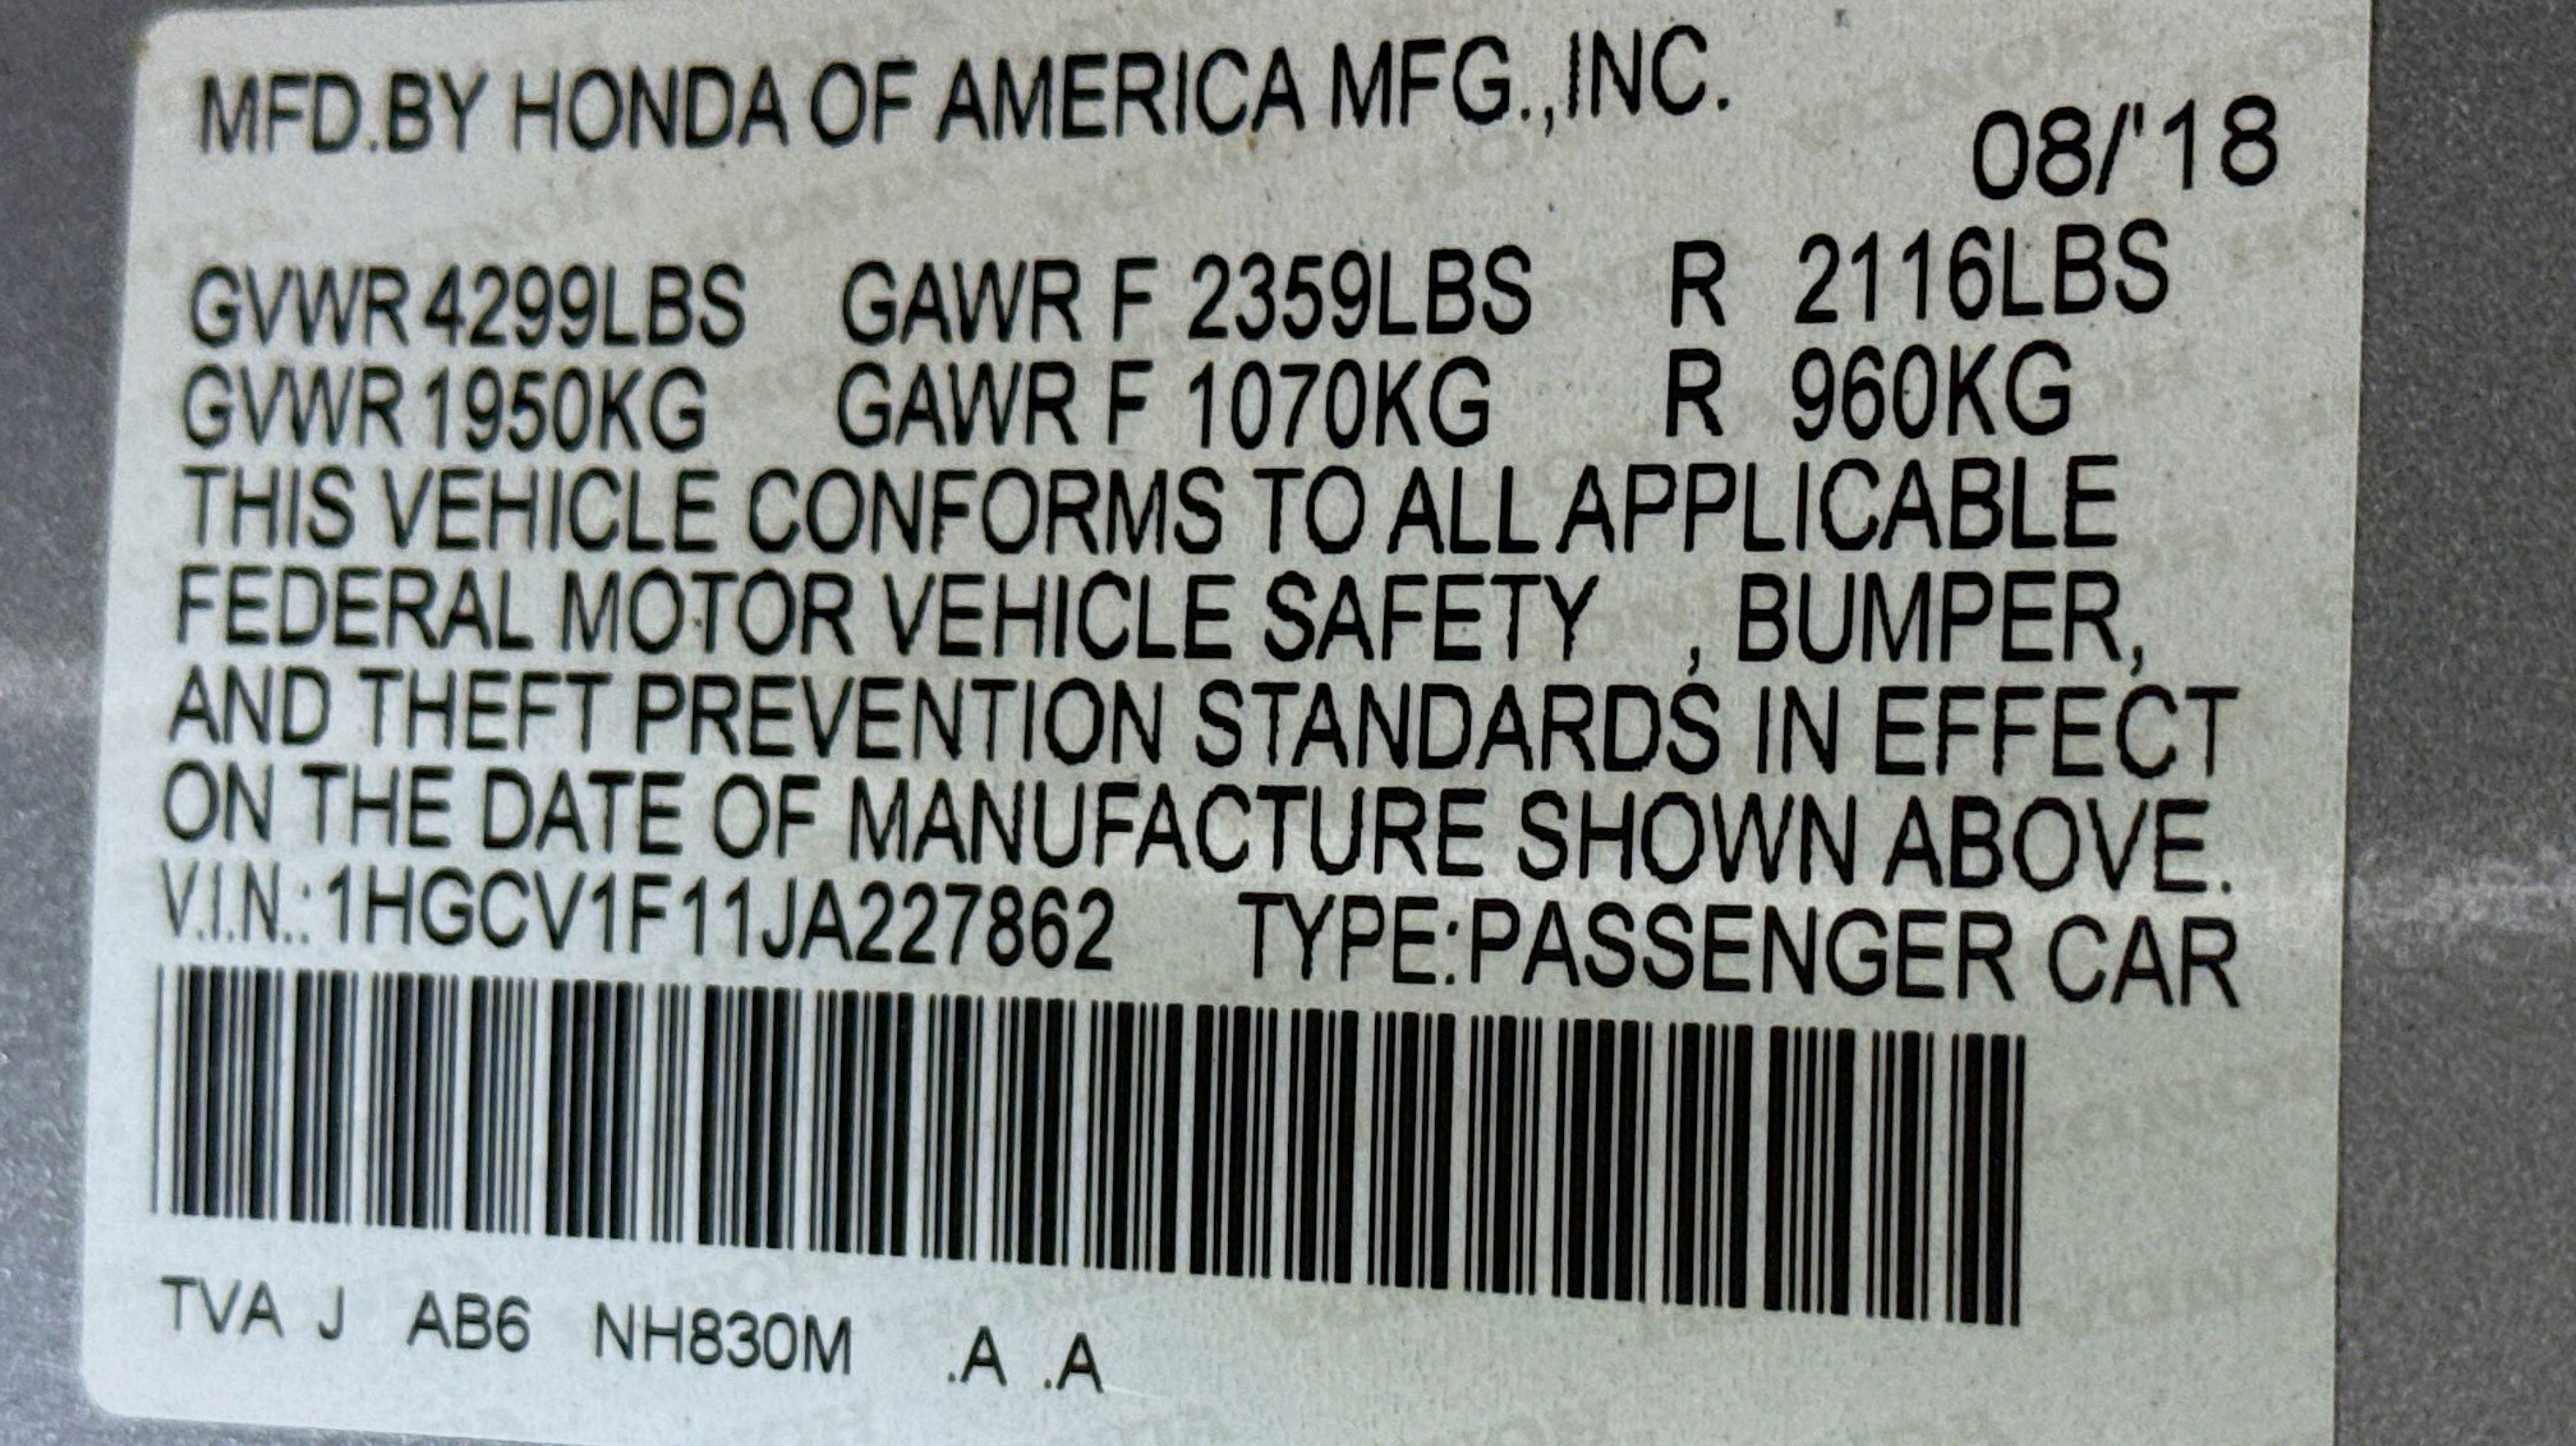 MFD.BY HONDA OF AMERICA MFG.,INC.
08/'18
GVWR 4299LBS GAWR F 2359LBS R 2116LBS
GVWR 1950KG GAWR F 1070KG R 960KG
THIS VEHICLE CONFORMS TO ALL APPLICABLE
FEDERAL MOTOR VEHICLE SAFETY , BUMPER,
AND THEFT PREVENTION STANDARDS IN EFFECT
ON THE DATE OF MANUFACTURE SHOWN ABOVE.
V.I.N.:1HGCV1F11JA227862 TYPE:PASSENGER CAR
TVA J AB6 NH830M .A .A